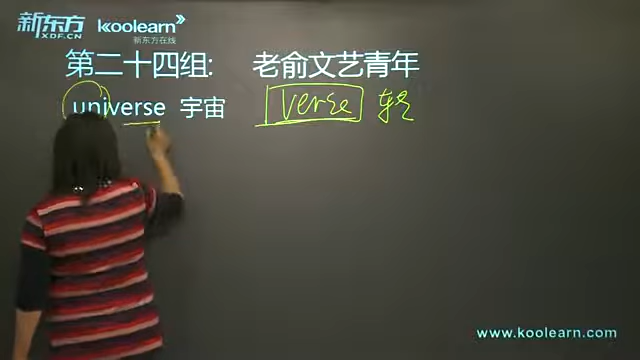 新东方 koolearn
XDF.CN 新东方在线
第二十四组: 老俞文艺青年
universe 宇宙 verse 转
www.koolearn.com